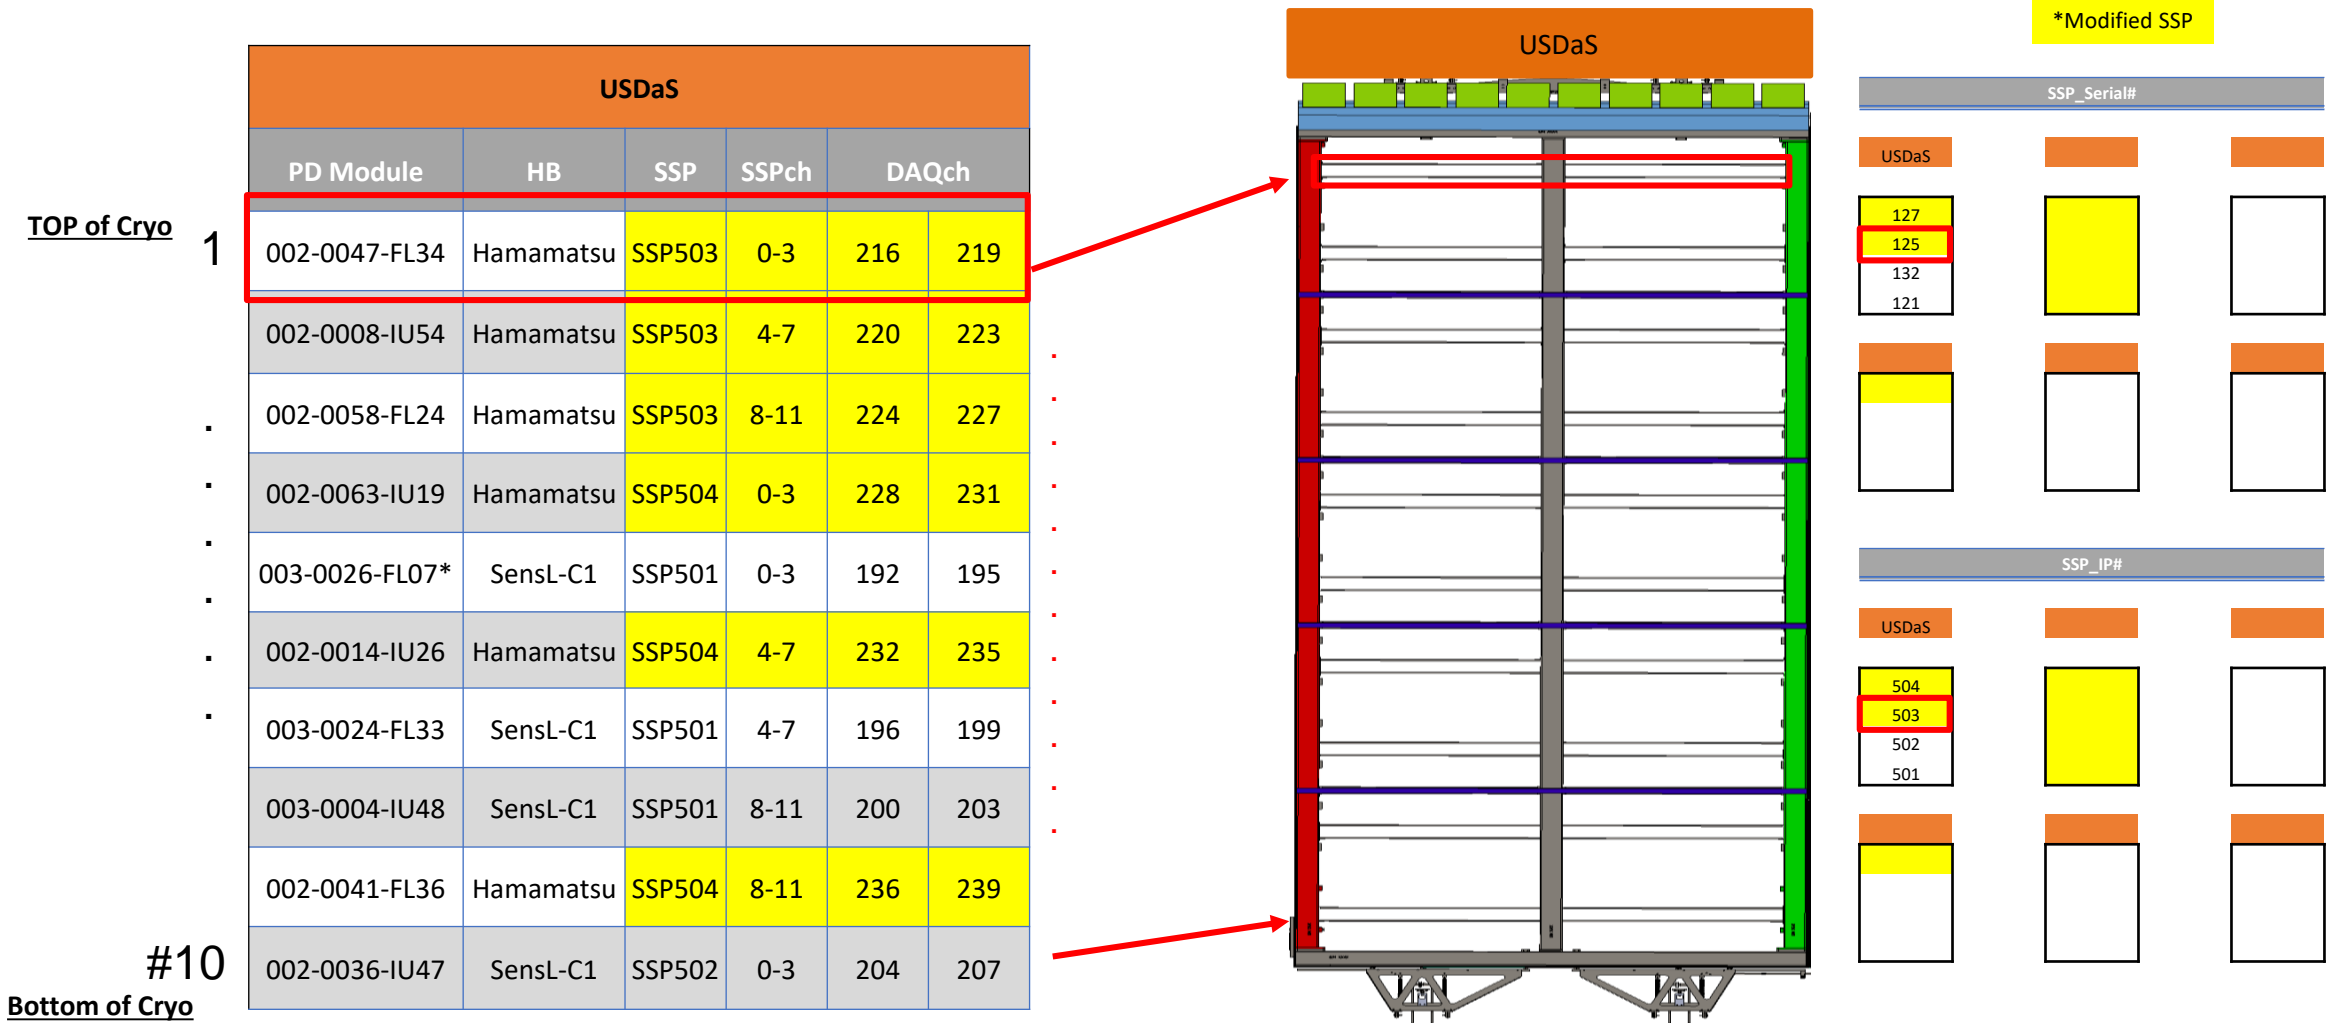 *Modified SSP
USDaS
USDaS
PD Module HB SSP SSPch DAQch
TOP of Cryo
1 002-0047-FL34 Hamamatsu SSP503 0-3 216 219
002-0008-IU54 Hamamatsu SSP503 4-7 220 223
. 002-0058-FL24 Hamamatsu SSP503 8-11 224 227
. 002-0063-IU19 Hamamatsu SSP504 0-3 228 231
. 003-0026-FL07* SensL-C1 SSP501 0-3 192 195
. 002-0014-IU26 Hamamatsu SSP504 4-7 232 235
. 003-0024-FL33 SensL-C1 SSP501 4-7 196 199
003-0004-IU48 SensL-C1 SSP501 8-11 200 203
002-0041-FL36 Hamamatsu SSP504 8-11 236 239
#10 002-0036-IU47 SensL-C1 SSP502 0-3 204 207
Bottom of Cryo
SSP_Serial#
USDaS
127
125
132
121
SSP_IP#
USDaS
504
503
502
501